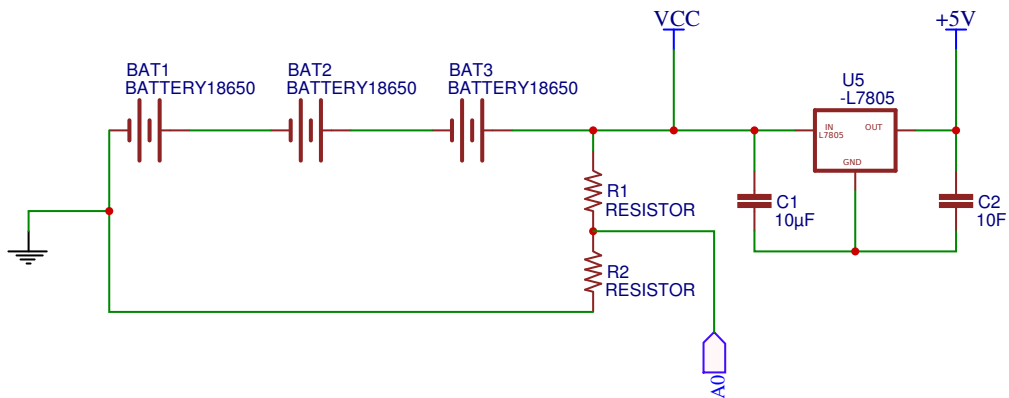 VCC
+5V
BAT1
BATTERY18650
BAT2
BATTERY18650
BAT3
BATTERY18650
U5
-L7805
IN
L7805
OUT
GND
R1
RESISTOR
C1
10µF
C2
10F
R2
RESISTOR
A0